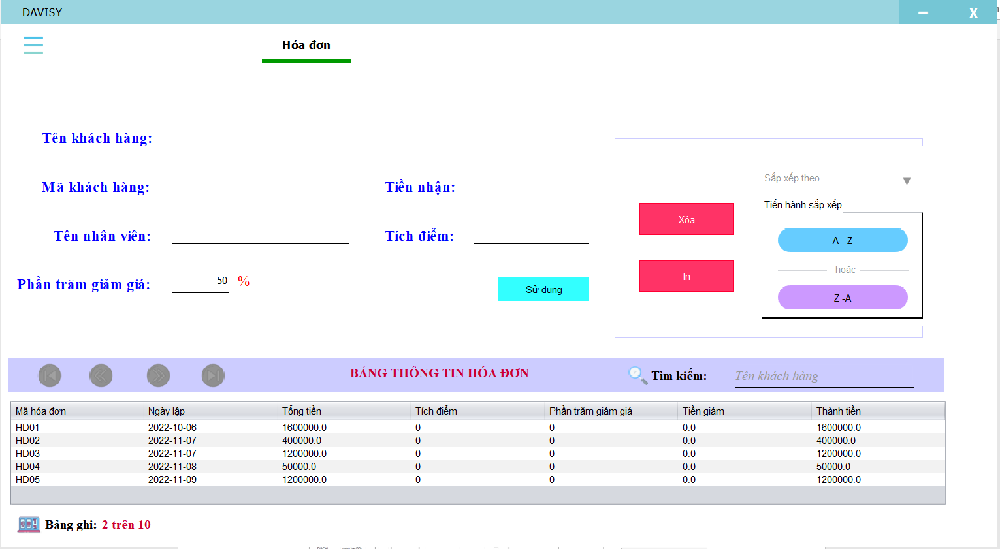 DAVISY
X
Hóa đơn
Tên khách hàng:
Mã khách hàng:
Tiền nhận:
Tên nhân viên:
Tích điểm:
Phần trăm giảm giá: 50 %
Sử dụng
Xóa
In
Sắp xếp theo
Tiến hành sắp xếp
A - Z
hoặc
Z -A
BẢNG THÔNG TIN HÓA ĐƠN
Tìm kiếm: Tên khách hàng
Mã hóa đơn Ngày lập Tổng tiền Tích điểm Phần trăm giảm giá Tiền giảm Thành tiền
HD01 2022-10-06 1600000.0 0 0 0.0 1600000.0
HD02 2022-11-07 400000.0 0 0 0.0 400000.0
HD03 2022-11-07 1200000.0 0 0 0.0 1200000.0
HD04 2022-11-08 50000.0 0 0 0.0 50000.0
HD05 2022-11-09 1200000.0 0 0 0.0 1200000.0
Bảng ghi: 2 trên 10